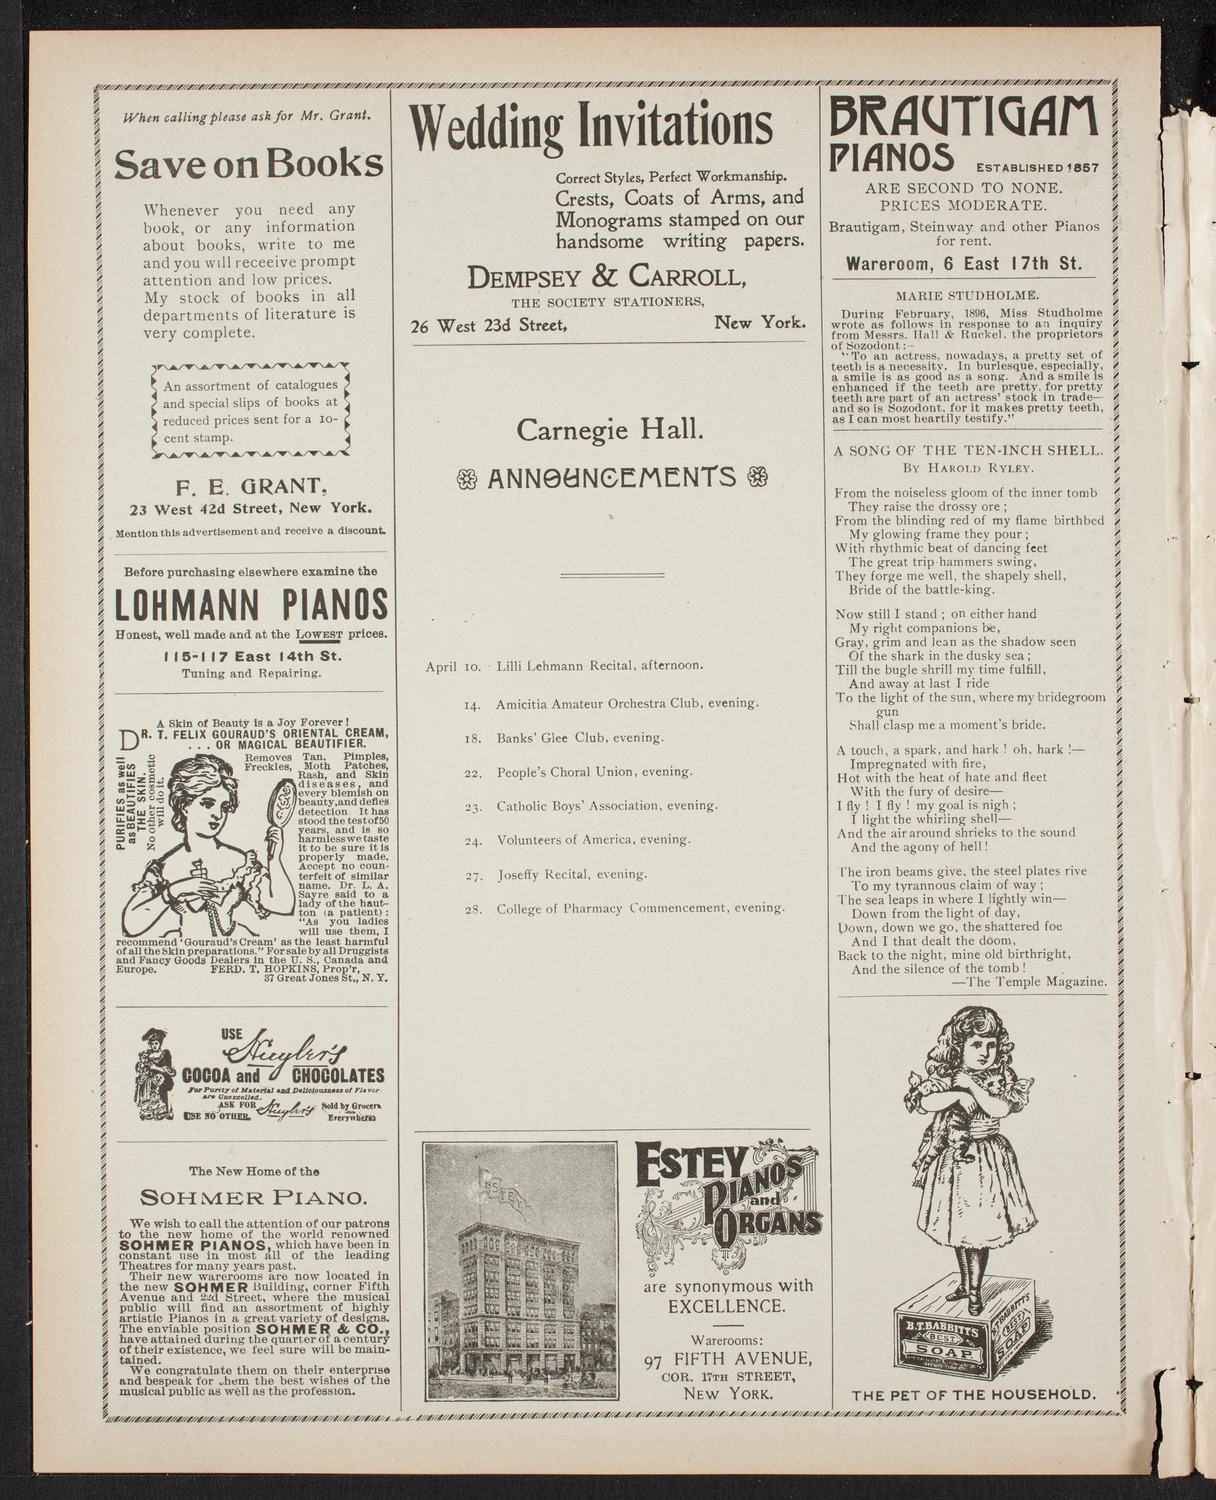 When calling please ask for Mr. Grant.
Save on Books
Whenever you need any
book, or any information
about books, write to me
and you will receeive prompt
attention and low prices.
My stock of books in all
departments of literature is
very complete.
An assortment of catalogues
and special slips of books at
reduced prices sent for a 10-
cent stamp.
F. E. GRANT,
23 West 42d Street, New York.
Mention this advertisement and receive a discount.
Before purchasing elsewhere examine the
LOHMANN PIANOS
Honest, well made and at the LOWEST prices.
115-117 East 14th St.
Tuning and Repairing.
A Skin of Beauty is a Joy Forever!
DR. T. FELIX GOURAUD'S ORIENTAL CREAM,
... OR MAGICAL BEAUTIFIER.
PURIFIES as well
as BEAUTIFIES
THE SKIN.
No other cosmetic
will do it.
Removes Tan. Pimples,
Freckles, Moth Patches,
Rash, and Skin
diseases, and
every blemish on
beauty, and defies
detection It has
stood the test of 50
years, and is so
harmless we taste
it to be sure it is
properly made.
Accept no coun-
terfeit of similar
name. Dr. L. A.
Sayre said to a
lady of the haut-
ton (a patient):
"As you ladies
will use them, I
recommend 'Gouraud's Cream' as the least harmful
of all the Skin preparations." For sale by all Druggists
and Fancy Goods Dealers in the U. S., Canada and
Europe. FERD. T. HOPKINS, Prop'r,
37 Great Jones St., N. Y.
USE
Huyler's
COCOA and CHOCOLATES
For Purity of Material and Deliciousness of Flavor
Are Unexcelled.
ASK FOR Huyler's Sold by Grocers
USE NO OTHER. Everywhere
The New Home of the
SOHMER PIANO.
We wish to call the attention of our patrons
to the new home of the world renowned
SOHMER PIANOS, which have been in
constant use in most all of the leading
Theatres for many years past.
Their new warerooms are now located in
the new SOHMER Building, corner Fifth
Avenue and 22d Street, where the musical
public will find an assortment of highly
artistic Pianos in a great variety of designs.
The enviable position SOHMER & CO.,
have attained during the quarter of a century
of their existence, we feel sure will be main-
tained.
We congratulate them on their enterprise
and bespeak for them the best wishes of the
musical public as well as the profession.
Wedding Invitations
Correct Styles, Perfect Workmanship.
Crests, Coats of Arms, and
Monograms stamped on our
handsome writing papers.
DEMPSEY & CARROLL,
THE SOCIETY STATIONERS,
26 West 23d Street, New York.
Carnegie Hall.
ANNOUNCEMENTS
April 10. Lilli Lehmann Recital, afternoon.
14. Amicitia Amateur Orchestra Club, evening.
18. Banks' Glee Club, evening.
22. People's Choral Union, evening.
23. Catholic Boys' Association, evening.
24. Volunteers of America, evening.
27. Joseffy Recital, evening.
28. College of Pharmacy Commencement, evening.
ESTEY
ESTEY
PIANOS
and
ORGANS
are synonymous with
EXCELLENCE.
Warerooms:
97 FIFTH AVENUE,
COR. 17TH STREET,
NEW YORK.
BRAUTIGAM
PIANOS ESTABLISHED 1857
ARE SECOND TO NONE.
PRICES MODERATE.
Brautigam, Steinway and other Pianos
for rent.
Wareroom, 6 East 17th St.
MARIE STUDHOLME.
During February, 1896, Miss Studholme
wrote as follows in response to an inquiry
from Messrs. Hall & Ruckel, the proprietors
of Sozodont:-
"To an actress, nowadays, a pretty set of
teeth is a necessity. In burlesque, especially,
a smile is as good as a song. And a smile is
enhanced if the teeth are pretty, for pretty
teeth are part of an actress' stock in trade—
and so is Sozodont, for it makes pretty teeth,
as I can most heartily testify."
A SONG OF THE TEN-INCH SHELL.
BY HAROLD RYLEY.
From the noiseless gloom of the inner tomb
They raise the drossy ore;
From the blinding red of my flame birthbed
My glowing frame they pour;
With rhythmic beat of dancing feet
The great trip-hammers swing,
They forge me well, the shapely shell,
Bride of the battle-king.
Now still I stand; on either hand
My right companions be,
Gray, grim and lean as the shadow seen
Of the shark in the dusky sea;
Till the bugle shrill my time fulfill,
And away at last I ride
To the light of the sun, where my bridegroom
gun
Shall clasp me a moment's bride.
A touch, a spark, and hark! oh, hark!—
Impregnated with fire,
Hot with the heat of hate and fleet
With the fury of desire—
I fly! I fly! my goal is nigh;
I light the whirling shell—
And the air around shrieks to the sound
And the agony of hell!
The iron beams give, the steel plates rive
To my tyrannous claim of way;
The sea leaps in where I lightly win—
Down from the light of day,
Down, down we go, the shattered foe
And I that dealt the doom,
Back to the night, mine old birthright,
And the silence of the tomb!
—The Temple Magazine.
B.T. BABBITT'S
BEST
SOAP
B.T. BABBITT'S
BEST
SOAP
THE PET OF THE HOUSEHOLD.